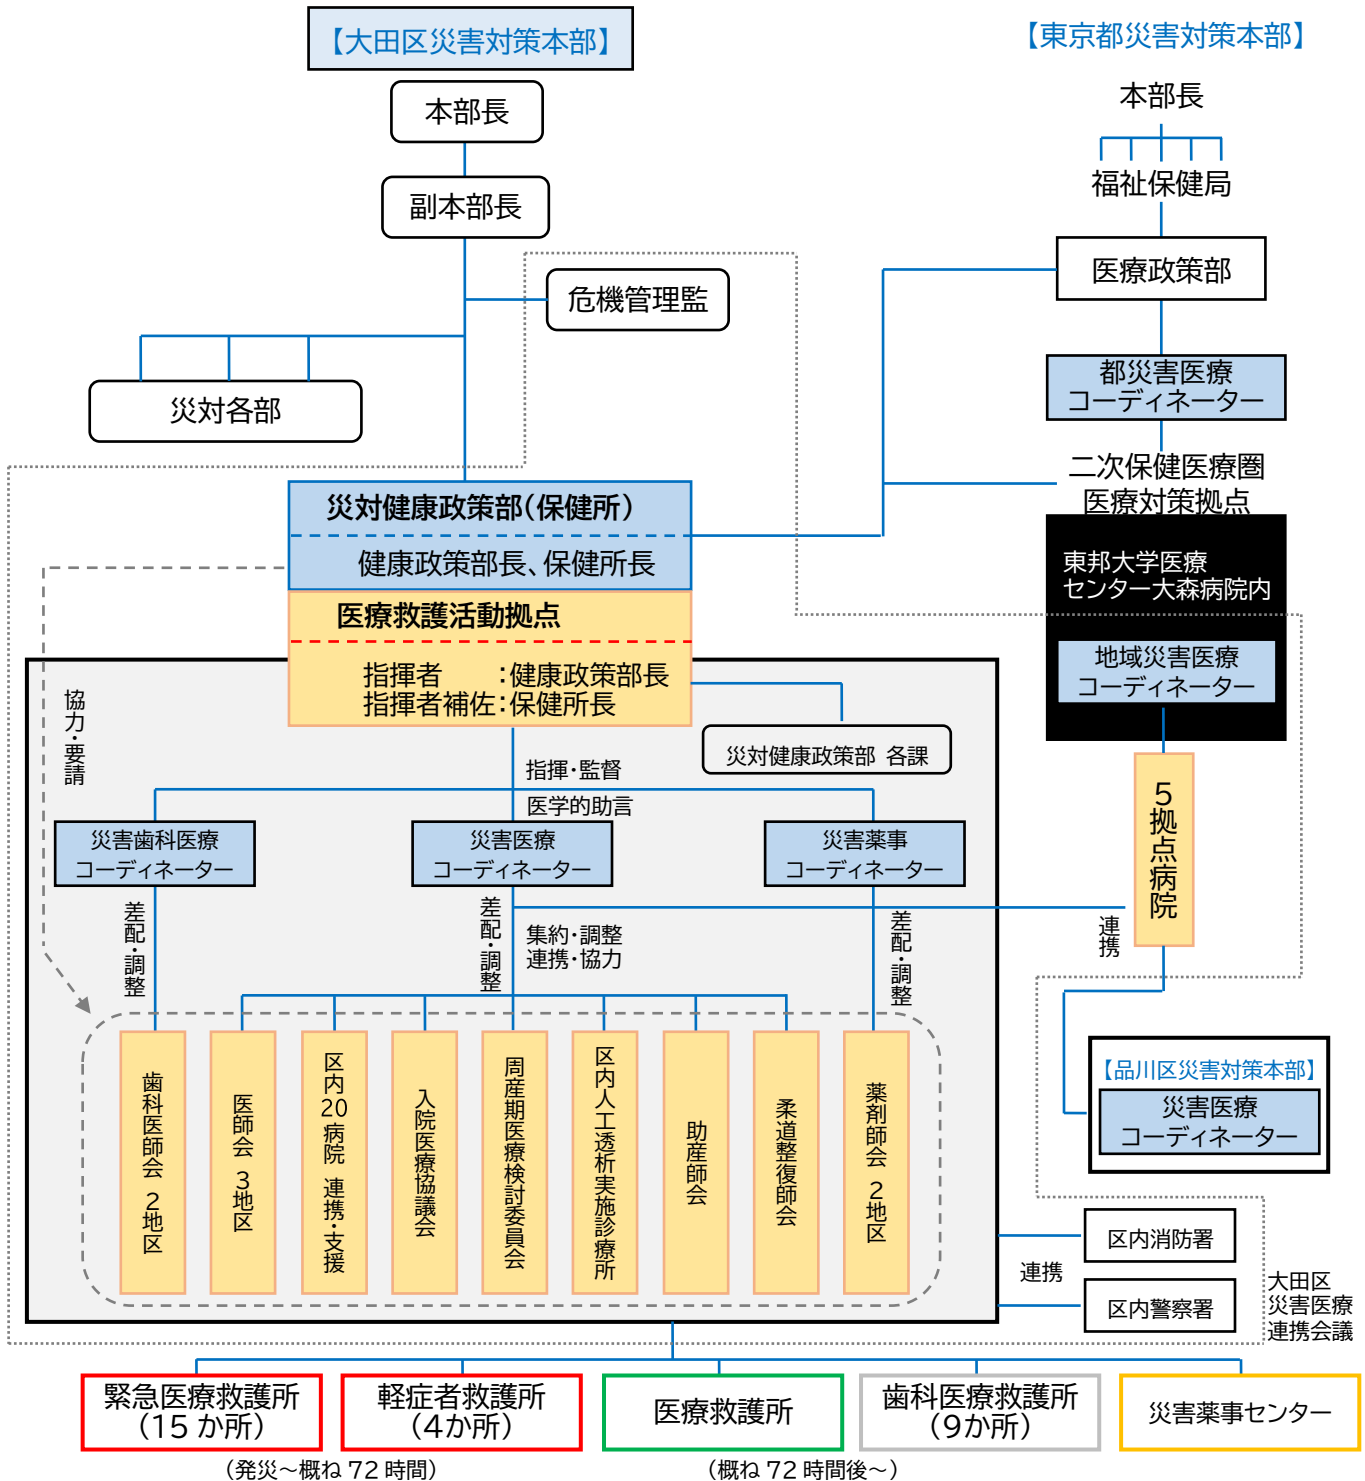 【大田区災害対策本部】
本部長
副本部長
危機管理監
災対各部
【東京都災害対策本部】
本部長
福祉保健局
医療政策部
都災害医療
コーディネーター
二次保健医療圏
医療対策拠点
東邦大学医療
センター大森病院内
地域災害医療
コーディネーター
5拠点病院
連携
【品川区災害対策本部】
災害医療
コーディネーター
災対健康政策部(保健所)
健康政策部長、保健所長
医療救護活動拠点
指揮者 :健康政策部長
指揮者補佐:保健所長
協力・要請
災対健康政策部 各課
指揮・監督
医学的助言
災害歯科医療
コーディネーター
災害医療
コーディネーター
災害薬事
コーディネーター
差配・調整
差配・調整
集約・調整
連携・協力
差配・調整
歯科医師会 2地区
医師会 3地区
区内20病院 連携・支援
入院医療協議会
周産期医療検討委員会
区内人工透析実施診療所
助産師会
柔道整復師会
薬剤師会 2地区
連携
区内消防署
区内警察署
大田区
災害医療
連携会議
緊急医療救護所
(15か所)
軽症者救護所
(4か所)
医療救護所
歯科医療救護所
(9か所)
災害薬事センター
(発災~概ね72時間)
(概ね72時間後~)